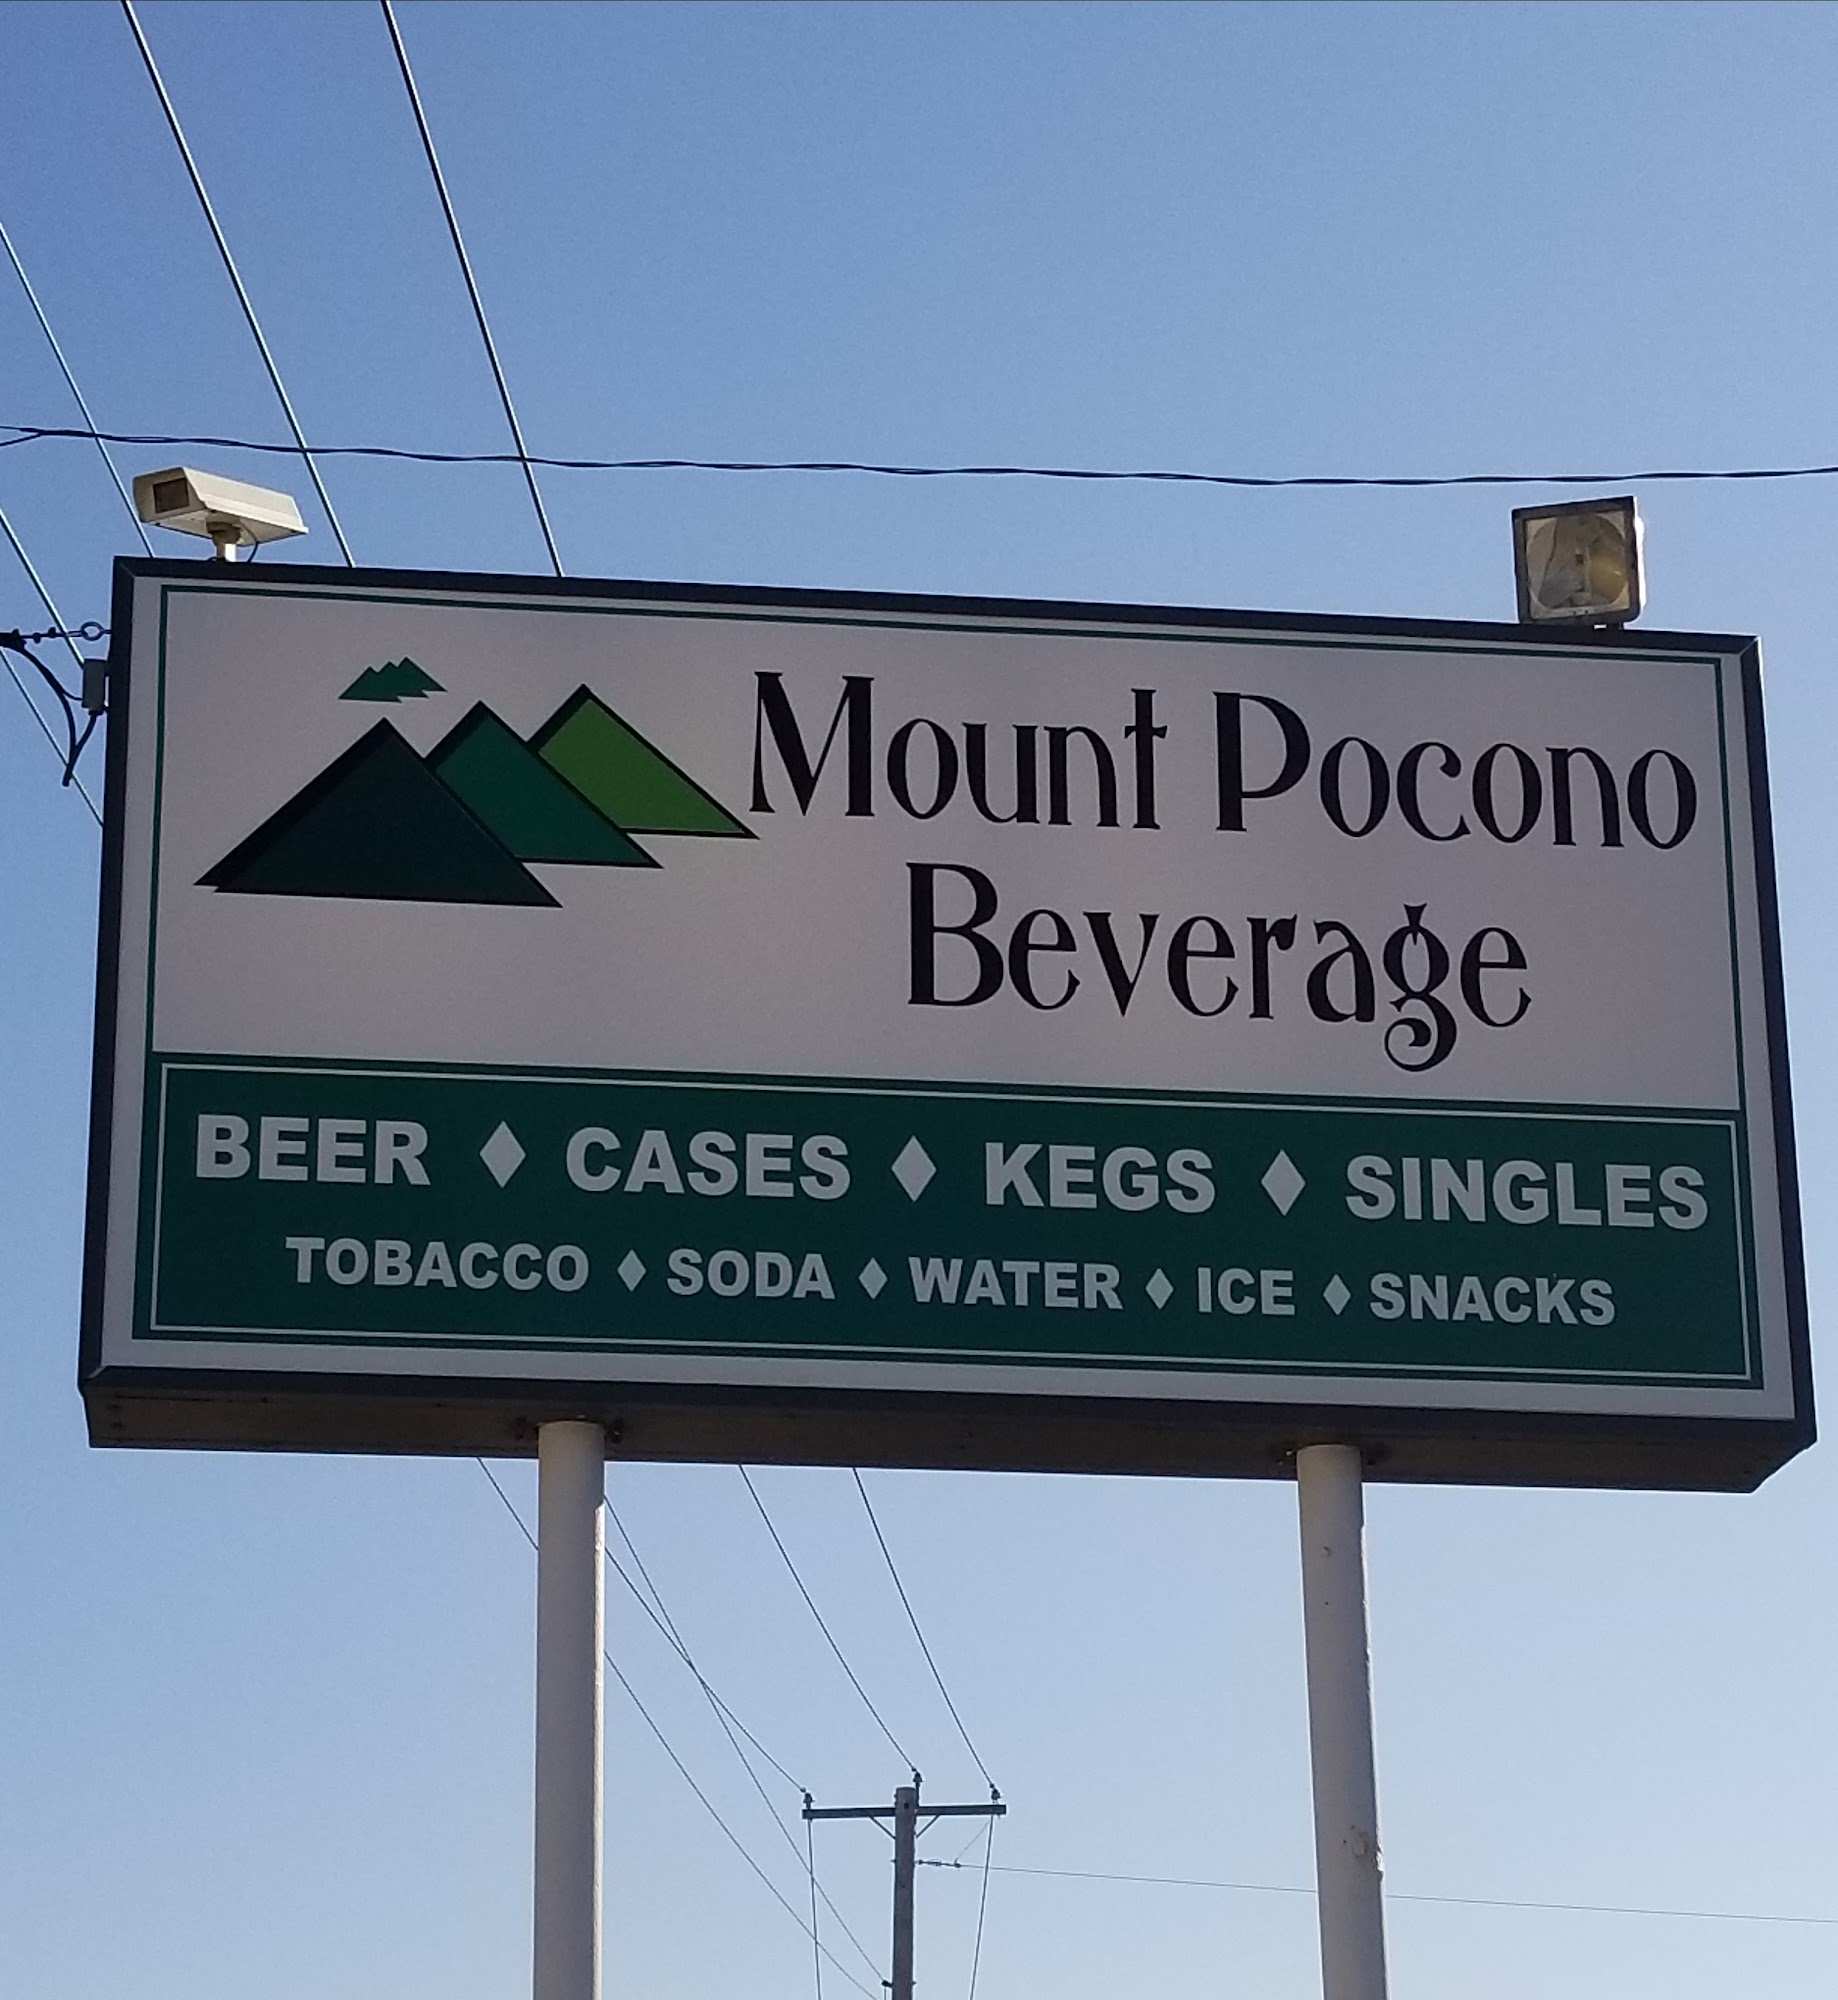 Mount Pocono
Beverage
BEER ♦ CASES ♦ KEGS ♦ SINGLES
TOBACCO ♦ SODA ♦ WATER ♦ ICE ♦ SNACKS